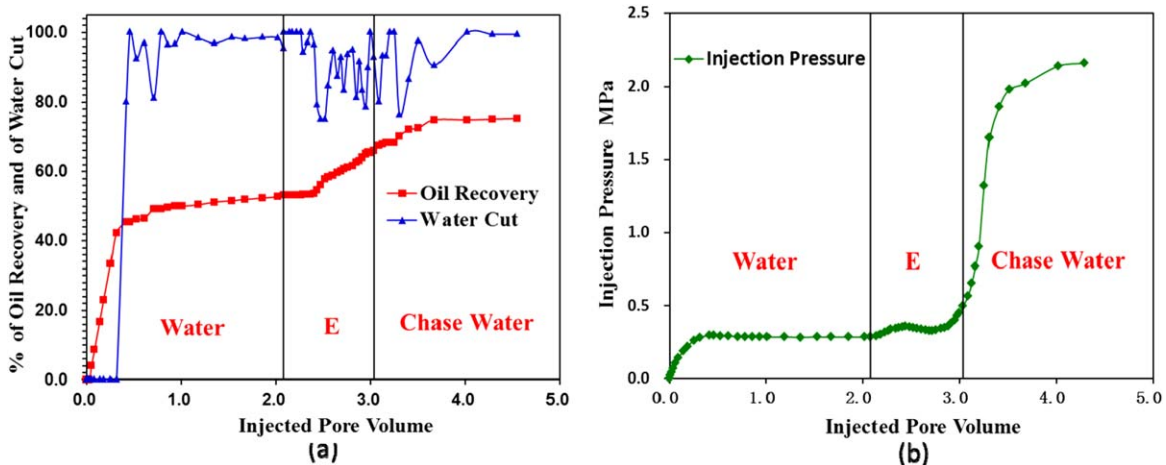 % of Oil Recovery and of Water Cut
100.0
80.0
60.0
40.0
20.0
0.0
Oil Recovery
Water Cut
Water
E
Chase Water
0.0 1.0 2.0 3.0 4.0 5.0
Injected Pore Volume
(a)
Injection Pressure MPa
2.5
2.0
1.5
1.0
0.5
0.0
Injection Pressure
Water
E
Chase Water
0.0 1.0 2.0 3.0 4.0 5.0
Injected Pore Volume
(b)